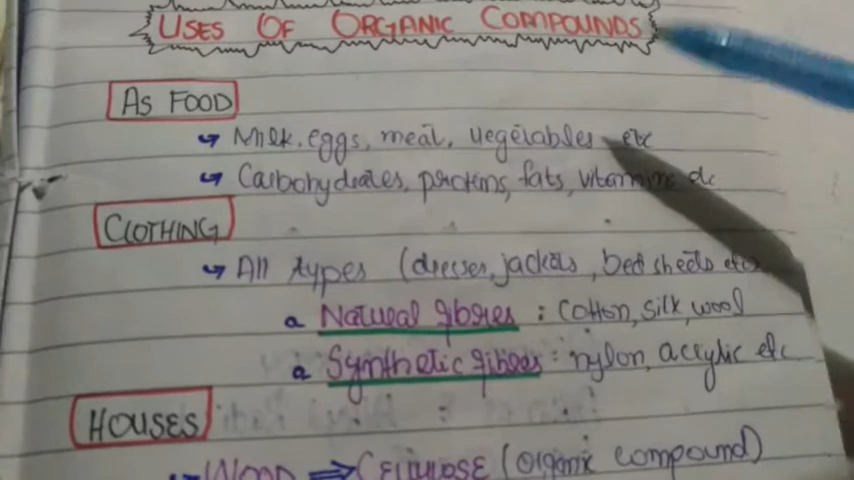 USES OF ORGANIC COMPOUNDS
AS FOOD
Milk, eggs, meat, vegetables etc
Carbohydrates, proteins, fats, vitamins etc
CLOTHING
All types (dresses, jackets, bed sheets etc)
Natural fibres : cotton, silk, wool
Synthetic fibres : nylon, acrylic etc
HOUSES
WOOD ⇒ CELLULOSE (Organic compound)